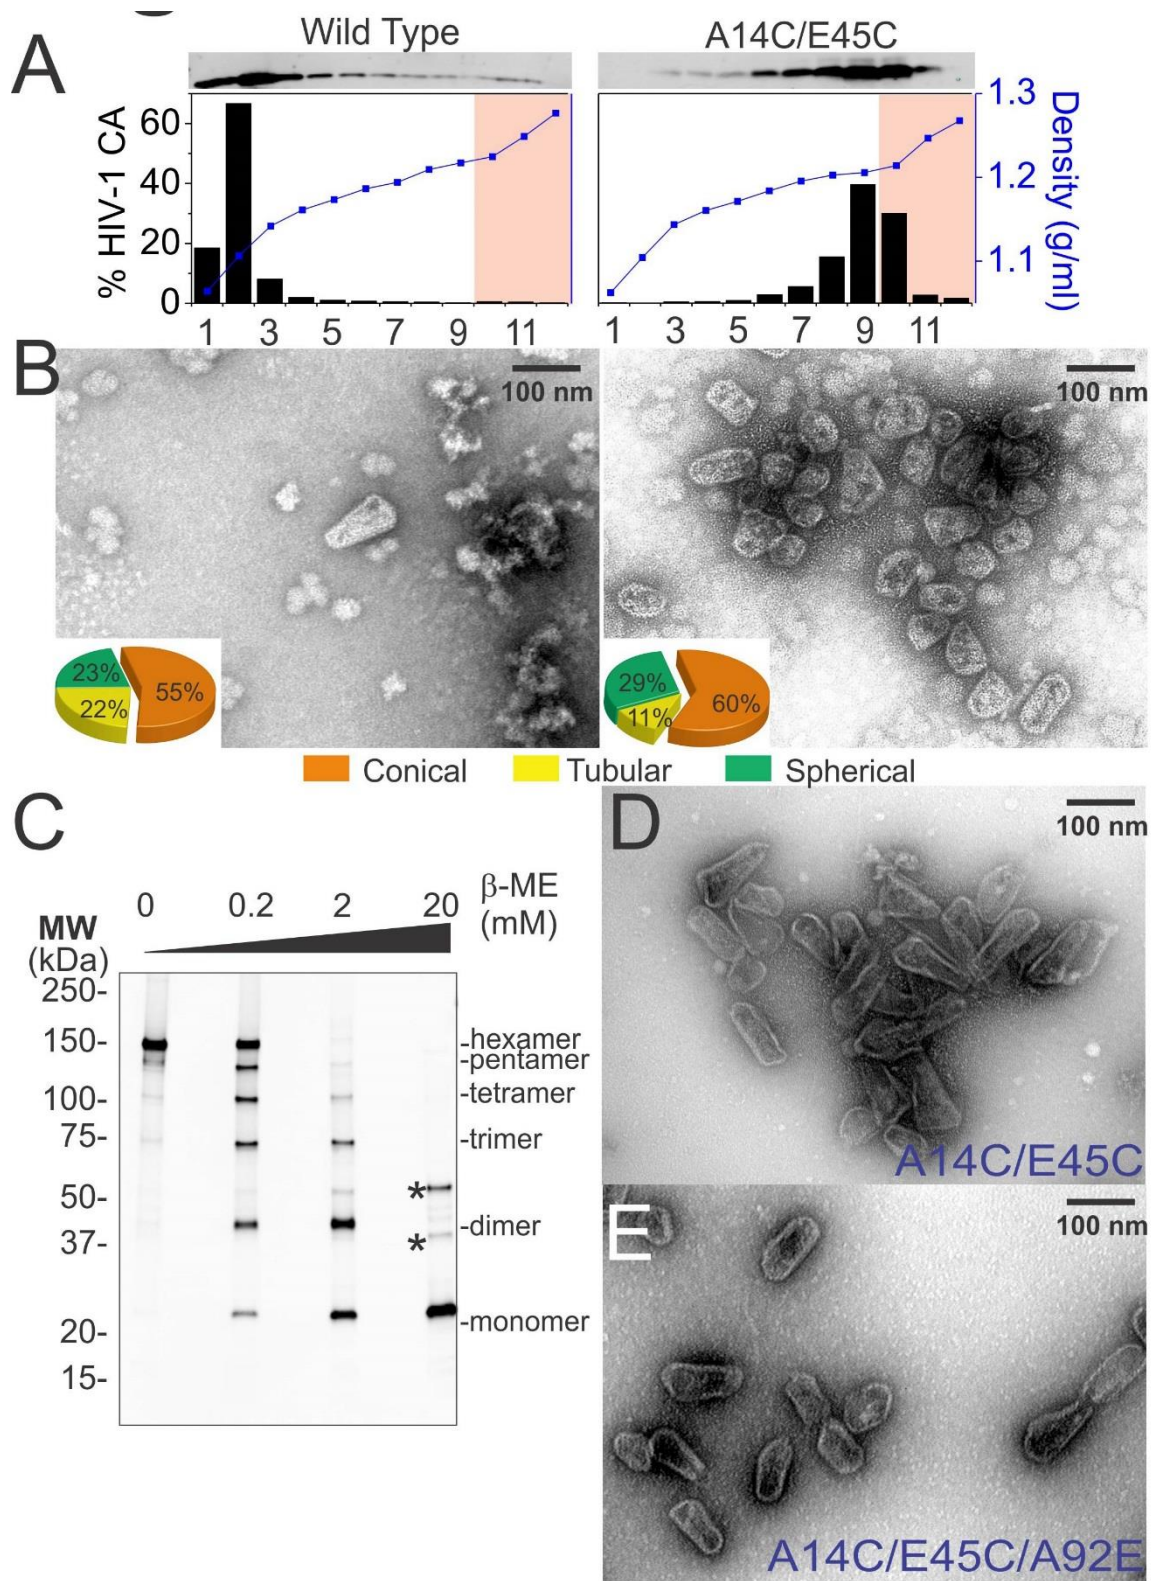 A
Wild Type
A14C/E45C
% HIV-1 CA
60
40
20
0
1 3 5 7 9 11
1 3 5 7 9 11
1.3
1.2
1.1
Density (g/ml)
B
100 nm
100 nm
23%
55%
22%
29%
60%
11%
Conical
Tubular
Spherical
C
β-ME
(mM)
0 0.2 2 20
MW
(kDa)
250-
150-
100-
75-
50-
37-
20-
15-
-hexamer
-pentamer
-tetramer
-trimer
*
-dimer
*
-monomer
D
100 nm
A14C/E45C
E
100 nm
A14C/E45C/A92E